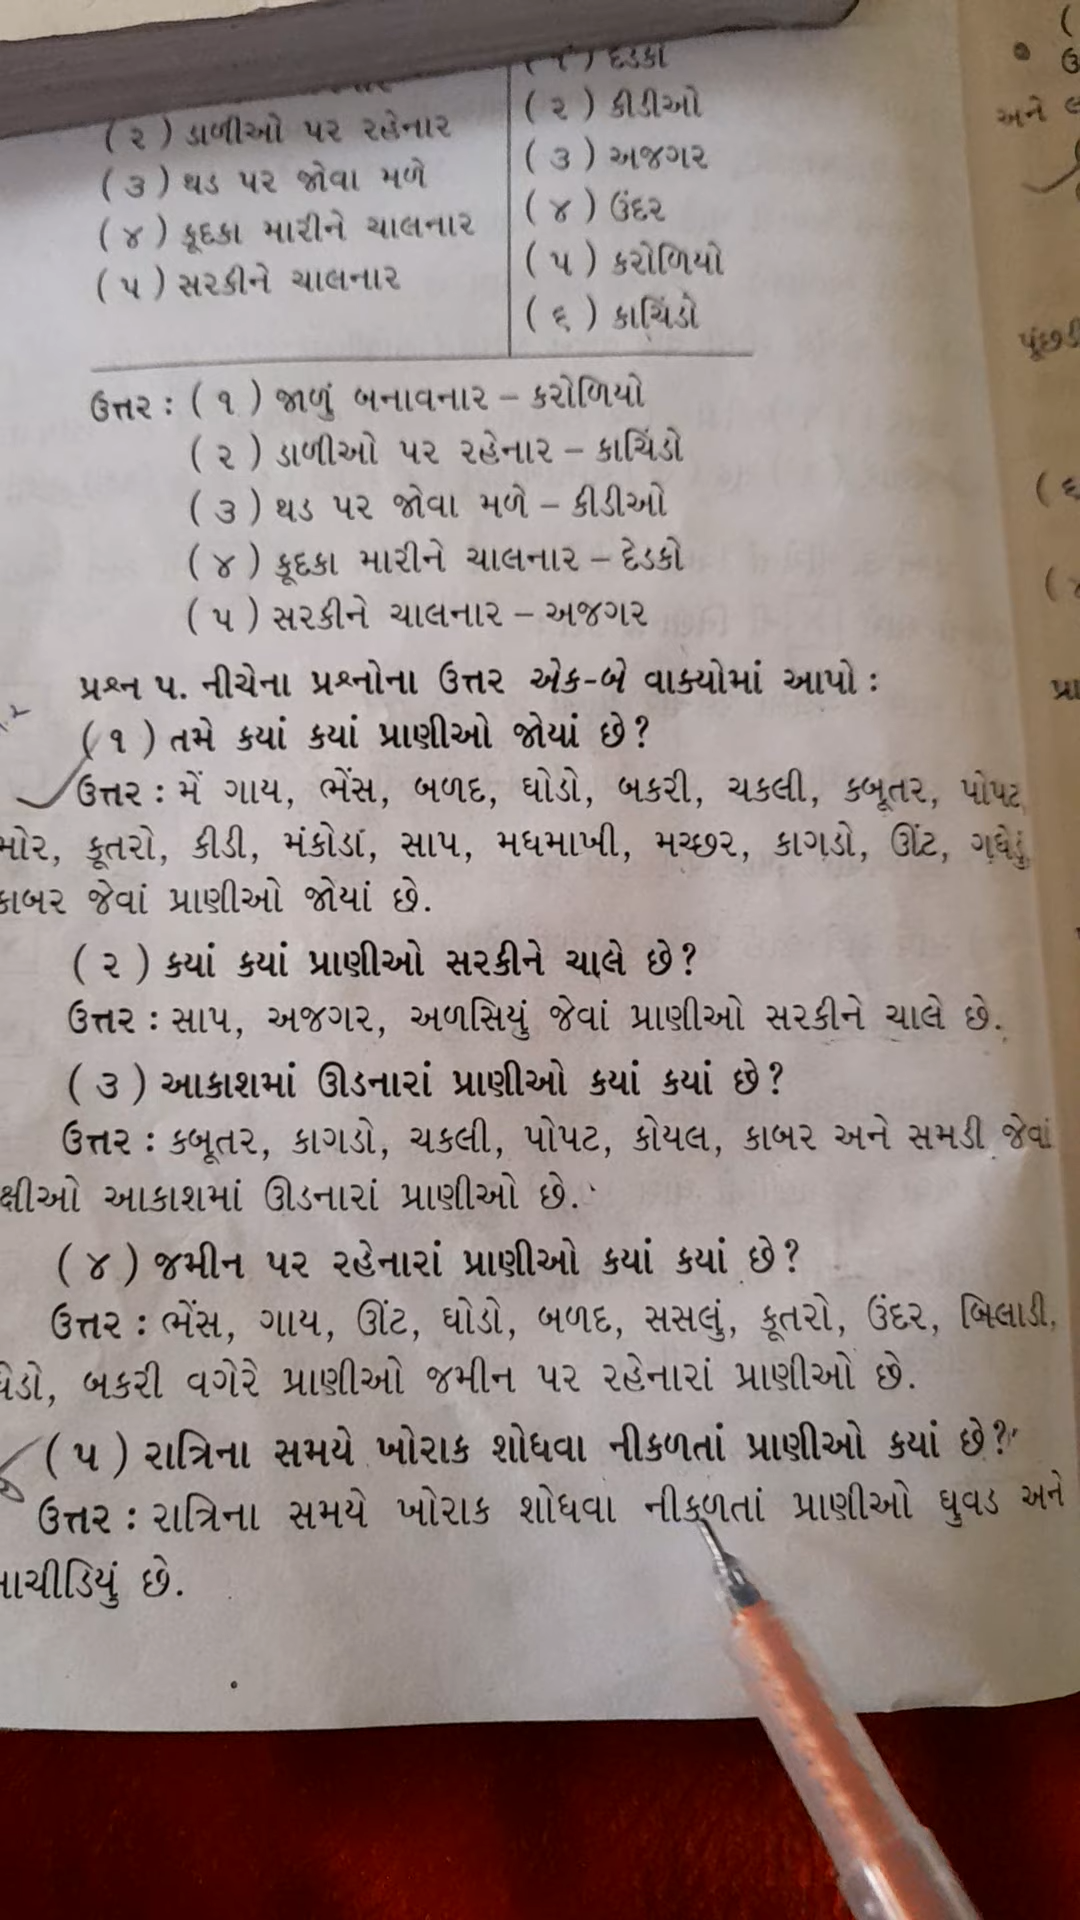 (૧) દેડકો
(૨) ડાળીઓ પર રહેનાર
(૨) કીડીઓ
(૩) થડ પર જોવા મળે
(૩) અજગર
(૪) કૂદકા મારીને ચાલનાર
(૪) ઉંદર
(૫) સરકીને ચાલનાર
(૫) કરોળિયો
(૬) કાચિંડો
ઉત્તર : (૧) જાળું બનાવનાર – કરોળિયો
(૨) ડાળીઓ પર રહેનાર – કાચિંડો
(૩) થડ પર જોવા મળે – કીડીઓ
(૪) કૂદકા મારીને ચાલનાર – દેડકો
(૫) સરકીને ચાલનાર – અજગર
પ્રશ્ન ૫. નીચેના પ્રશ્નોના ઉત્તર એક-બે વાક્યોમાં આપો :
(૧) તમે કયાં કયાં પ્રાણીઓ જોયાં છે?
ઉત્તર : મેં ગાય, ભેંસ, બળદ, ઘોડો, બકરી, ચકલી, કબૂતર, પોપટ,
મોર, કૂતરો, કીડી, મંકોડા, સાપ, મધમાખી, મચ્છર, કાગડો, ઊંટ, ગધેડું,
કાબર જેવાં પ્રાણીઓ જોયાં છે.
(૨) કયાં કયાં પ્રાણીઓ સરકીને ચાલે છે?
ઉત્તર : સાપ, અજગર, અળસિયું જેવાં પ્રાણીઓ સરકીને ચાલે છે.
(૩) આકાશમાં ઊડનારાં પ્રાણીઓ કયાં કયાં છે?
ઉત્તર : કબૂતર, કાગડો, ચકલી, પોપટ, કોયલ, કાબર અને સમડી જેવાં
ક્ષીઓ આકાશમાં ઊડનારાં પ્રાણીઓ છે.
(૪) જમીન પર રહેનારાં પ્રાણીઓ કયાં કયાં છે?
ઉત્તર : ભેંસ, ગાય, ઊંટ, ઘોડો, બળદ, સસલું, કૂતરો, ઉંદર, બિલાડી,
ધેડો, બકરી વગેરે પ્રાણીઓ જમીન પર રહેનારાં પ્રાણીઓ છે.
(૫) રાત્રિના સમયે ખોરાક શોધવા નીકળતાં પ્રાણીઓ કયાં છે?
ઉત્તર : રાત્રિના સમયે ખોરાક શોધવા નીકળતાં પ્રાણીઓ ઘુવડ અને
ાચીડિયું છે.
અને